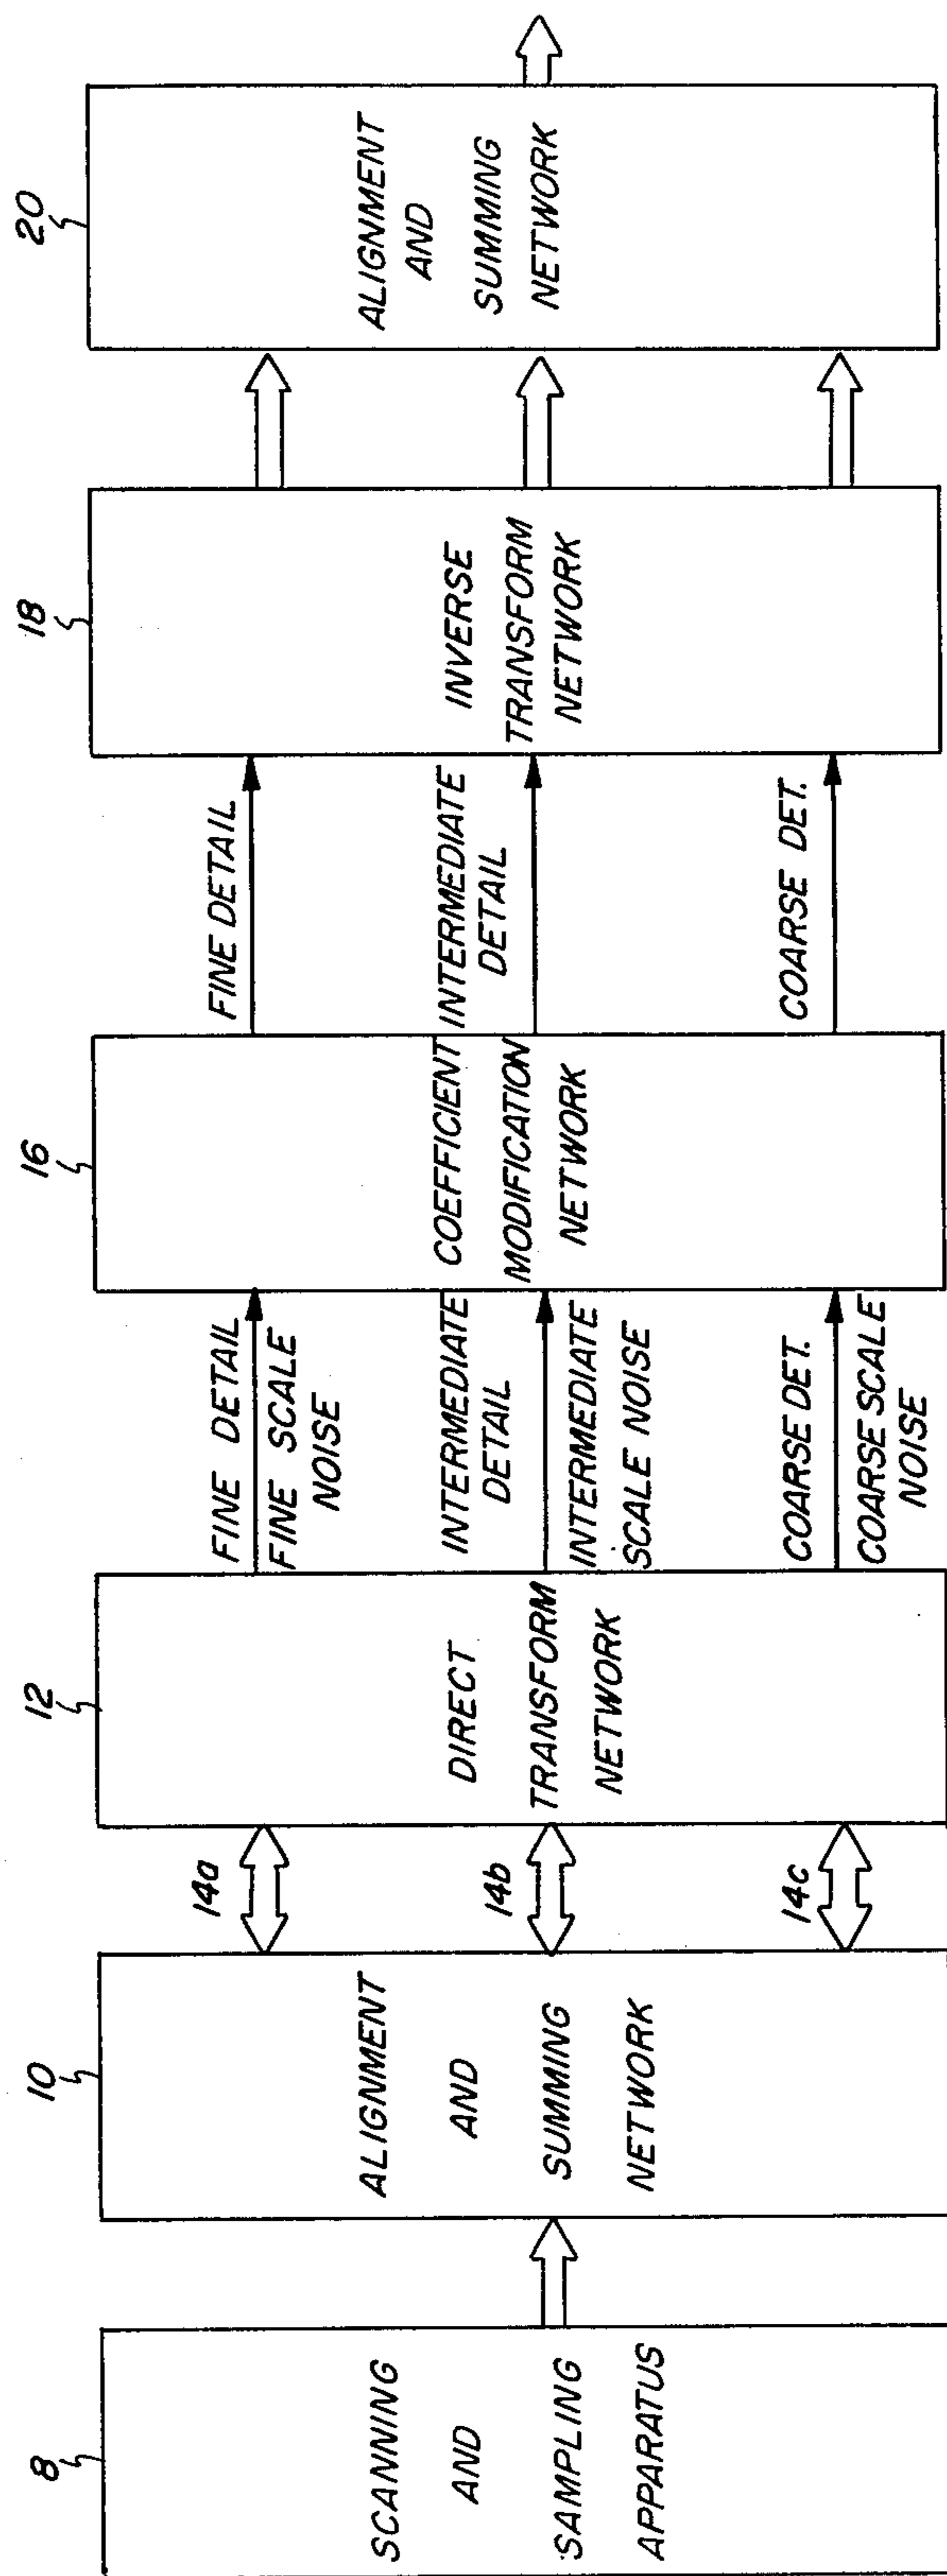 8
SCANNING
AND
SAMPLING
APPARATUS
10
ALIGNMENT
AND
SUMMING
NETWORK
14a
14b
14c
12
DIRECT
TRANSFORM
NETWORK
FINE DETAIL
FINE SCALE
NOISE
INTERMEDIATE
DETAIL
INTERMEDIATE
SCALE NOISE
COARSE DET.
COARSE SCALE
NOISE
16
COEFFICIENT
MODIFICATION
NETWORK
FINE DETAIL
INTERMEDIATE
DETAIL
COARSE DET.
18
INVERSE
TRANSFORM
NETWORK
20
ALIGNMENT
AND
SUMMING
NETWORK